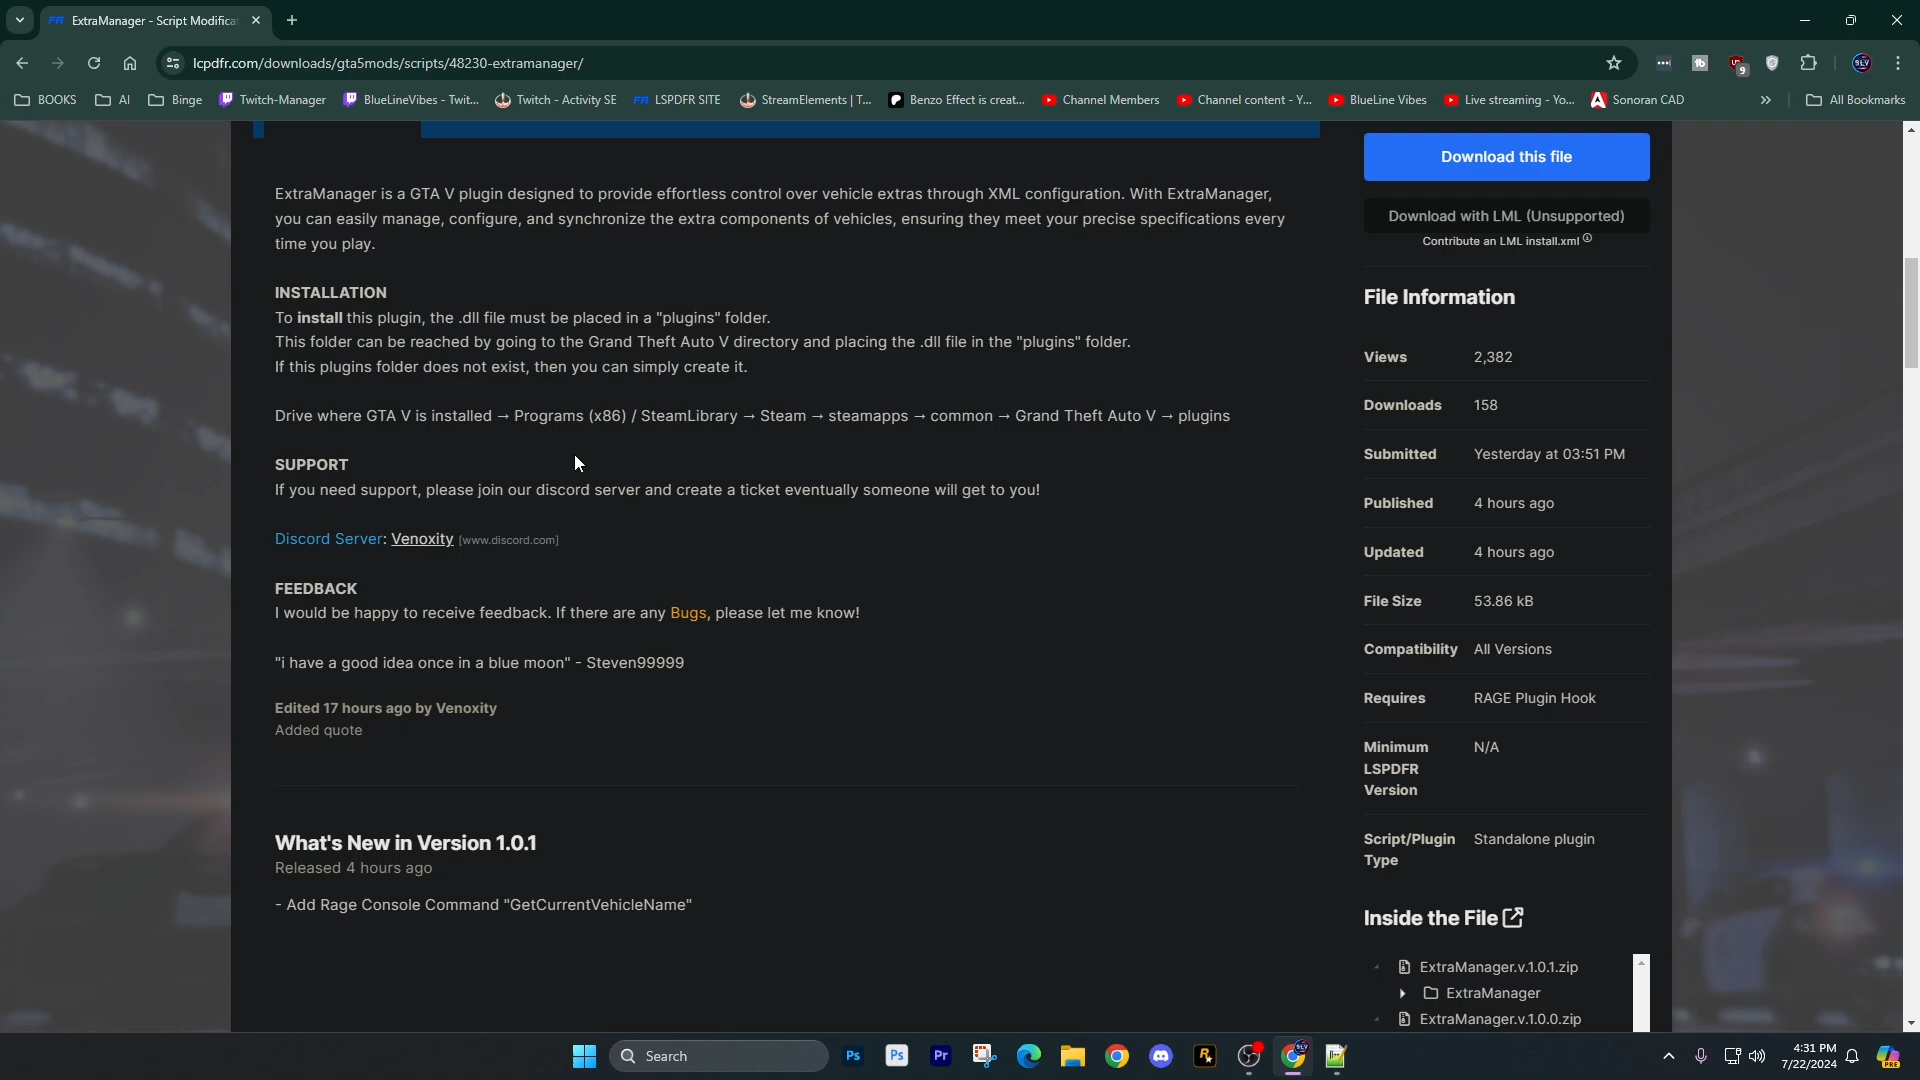 ExtraManager - Script Modifica
lcpdfr.com/downloads/gta5mods/scripts/48230-extramanager/
9
BLV
BOOKS
AI
Binge
Twitch-Manager
BlueLineVibes - Twit...
Twitch - Activity SE
LSPDFR SITE
StreamElements | T...
Benzo Effect is creat...
Channel Members
Channel content - Y...
BlueLine Vibes
Live streaming - Yo...
Sonoran CAD
All Bookmarks
ExtraManager is a GTA V plugin designed to provide effortless control over vehicle extras through XML configuration. With ExtraManager,
you can easily manage, configure, and synchronize the extra components of vehicles, ensuring they meet your precise specifications every
time you play.
INSTALLATION
To install this plugin, the .dll file must be placed in a "plugins" folder.
This folder can be reached by going to the Grand Theft Auto V directory and placing the .dll file in the "plugins" folder.
If this plugins folder does not exist, then you can simply create it.
Drive where GTA V is installed → Programs (x86) / SteamLibrary → Steam → steamapps → common → Grand Theft Auto V → plugins
SUPPORT
If you need support, please join our discord server and create a ticket eventually someone will get to you!
Discord Server: Venoxity [www.discord.com]
FEEDBACK
I would be happy to receive feedback. If there are any Bugs, please let me know!
"i have a good idea once in a blue moon" - Steven99999
Edited 17 hours ago by Venoxity
Added quote
What's New in Version 1.0.1
Released 4 hours ago
- Add Rage Console Command "GetCurrentVehicleName"
Download this file
Download with LML (Unsupported)
Contribute an LML install.xml
File Information
Views 2,382
Downloads 158
Submitted Yesterday at 03:51 PM
Published 4 hours ago
Updated 4 hours ago
File Size 53.86 kB
Compatibility All Versions
Requires RAGE Plugin Hook
Minimum N/A
LSPDFR
Version
Script/Plugin Standalone plugin
Type
Inside the File
ExtraManager.v.1.0.1.zip
ExtraManager
ExtraManager.v.1.0.0.zip
Search
Ps
Ps
Pr
4:31 PM
7/22/2024
PRE